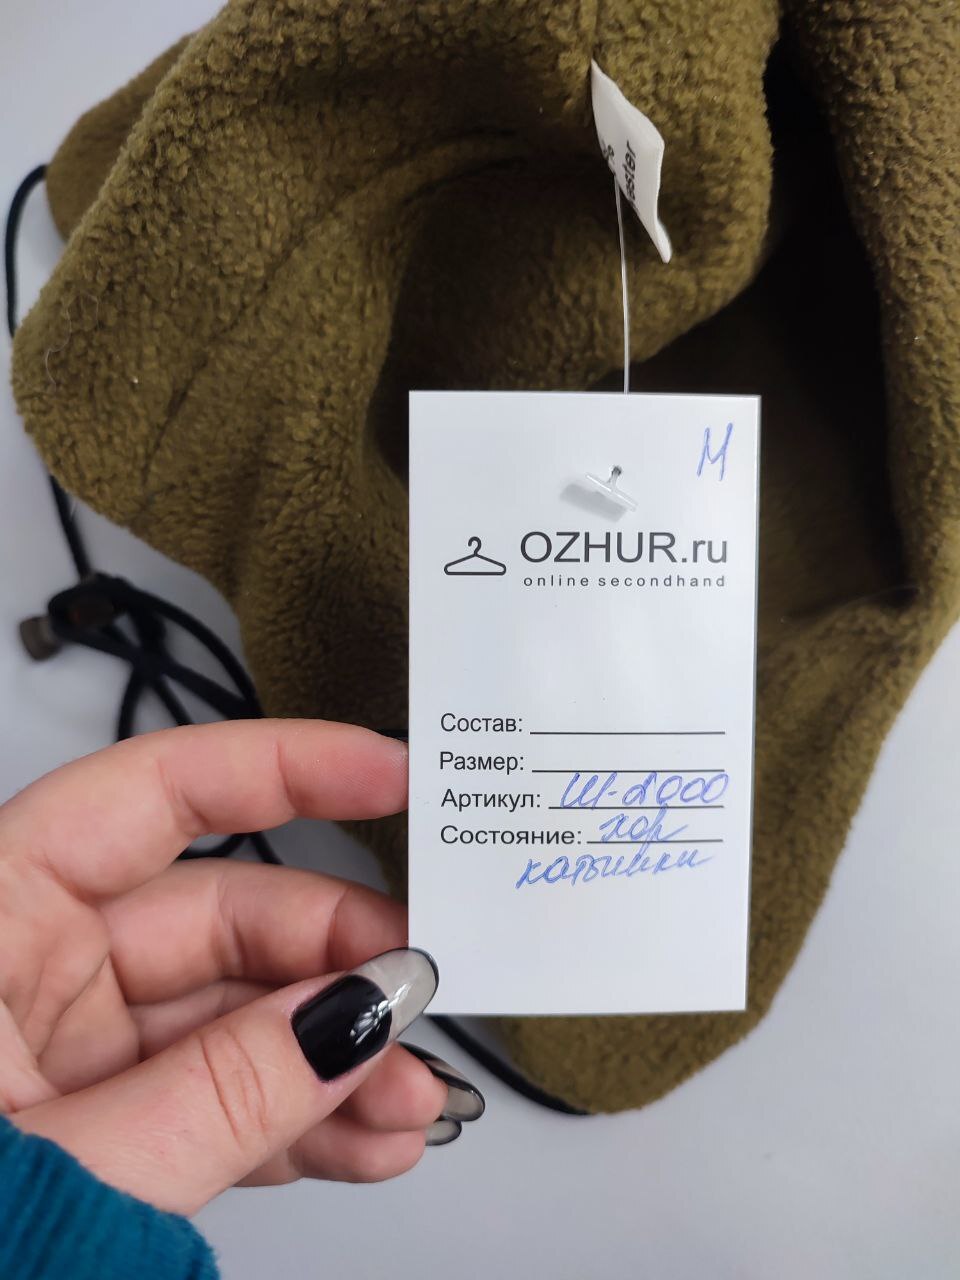 М
OZHUR.ru
online secondhand
Состав:
Размер:
Артикул: Ш-2000
Состояние: хор
катышки